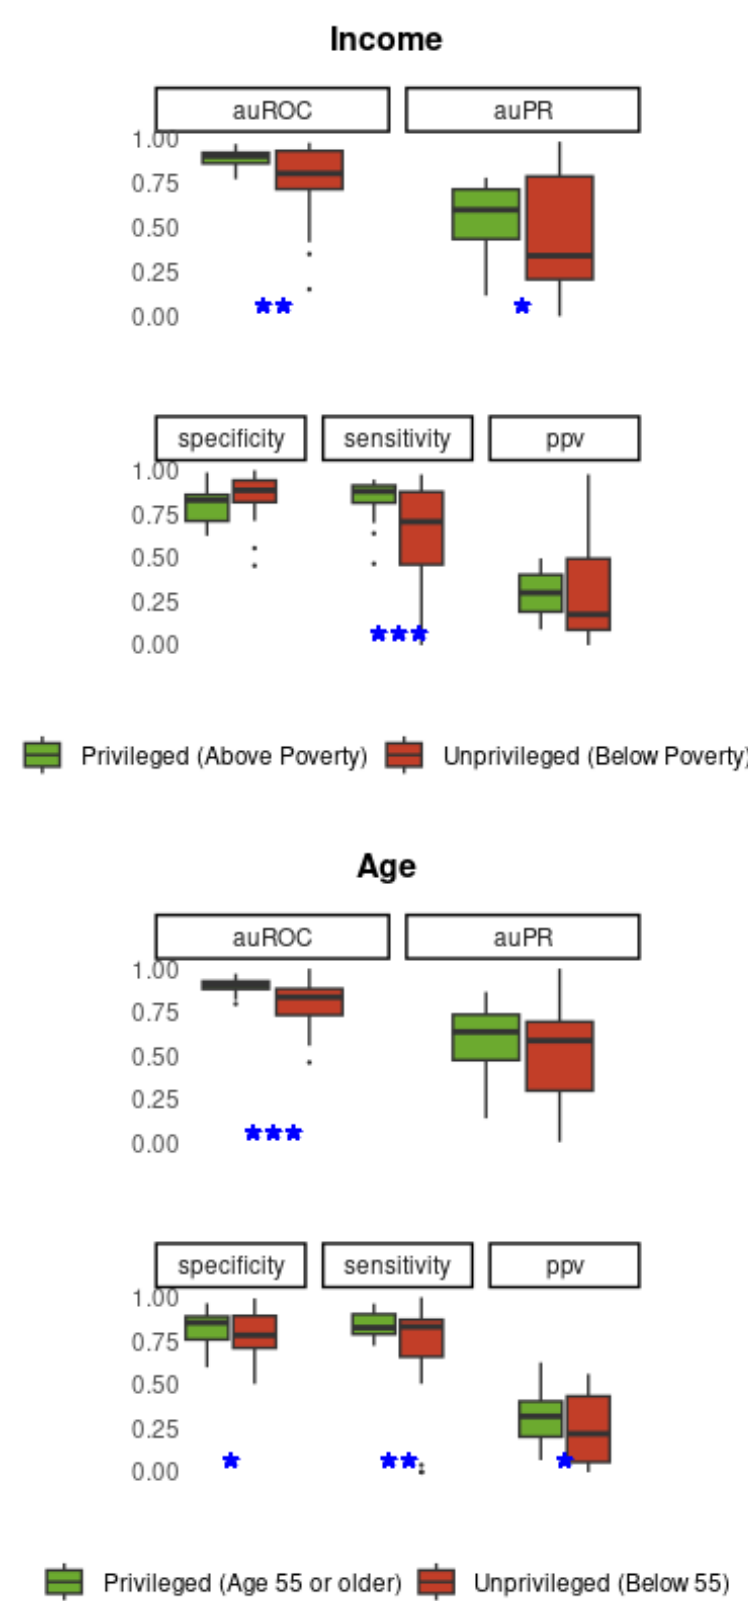 Income
auROC auPR
1.00
0.75
0.50
0.25
0.00
specificity sensitivity ppv
1.00
0.75
0.50
0.25
0.00
Privileged (Above Poverty) Unprivileged (Below Poverty)
Age
auROC auPR
1.00
0.75
0.50
0.25
0.00
specificity sensitivity ppv
1.00
0.75
0.50
0.25
0.00
Privileged (Age 55 or older) Unprivileged (Below 55)